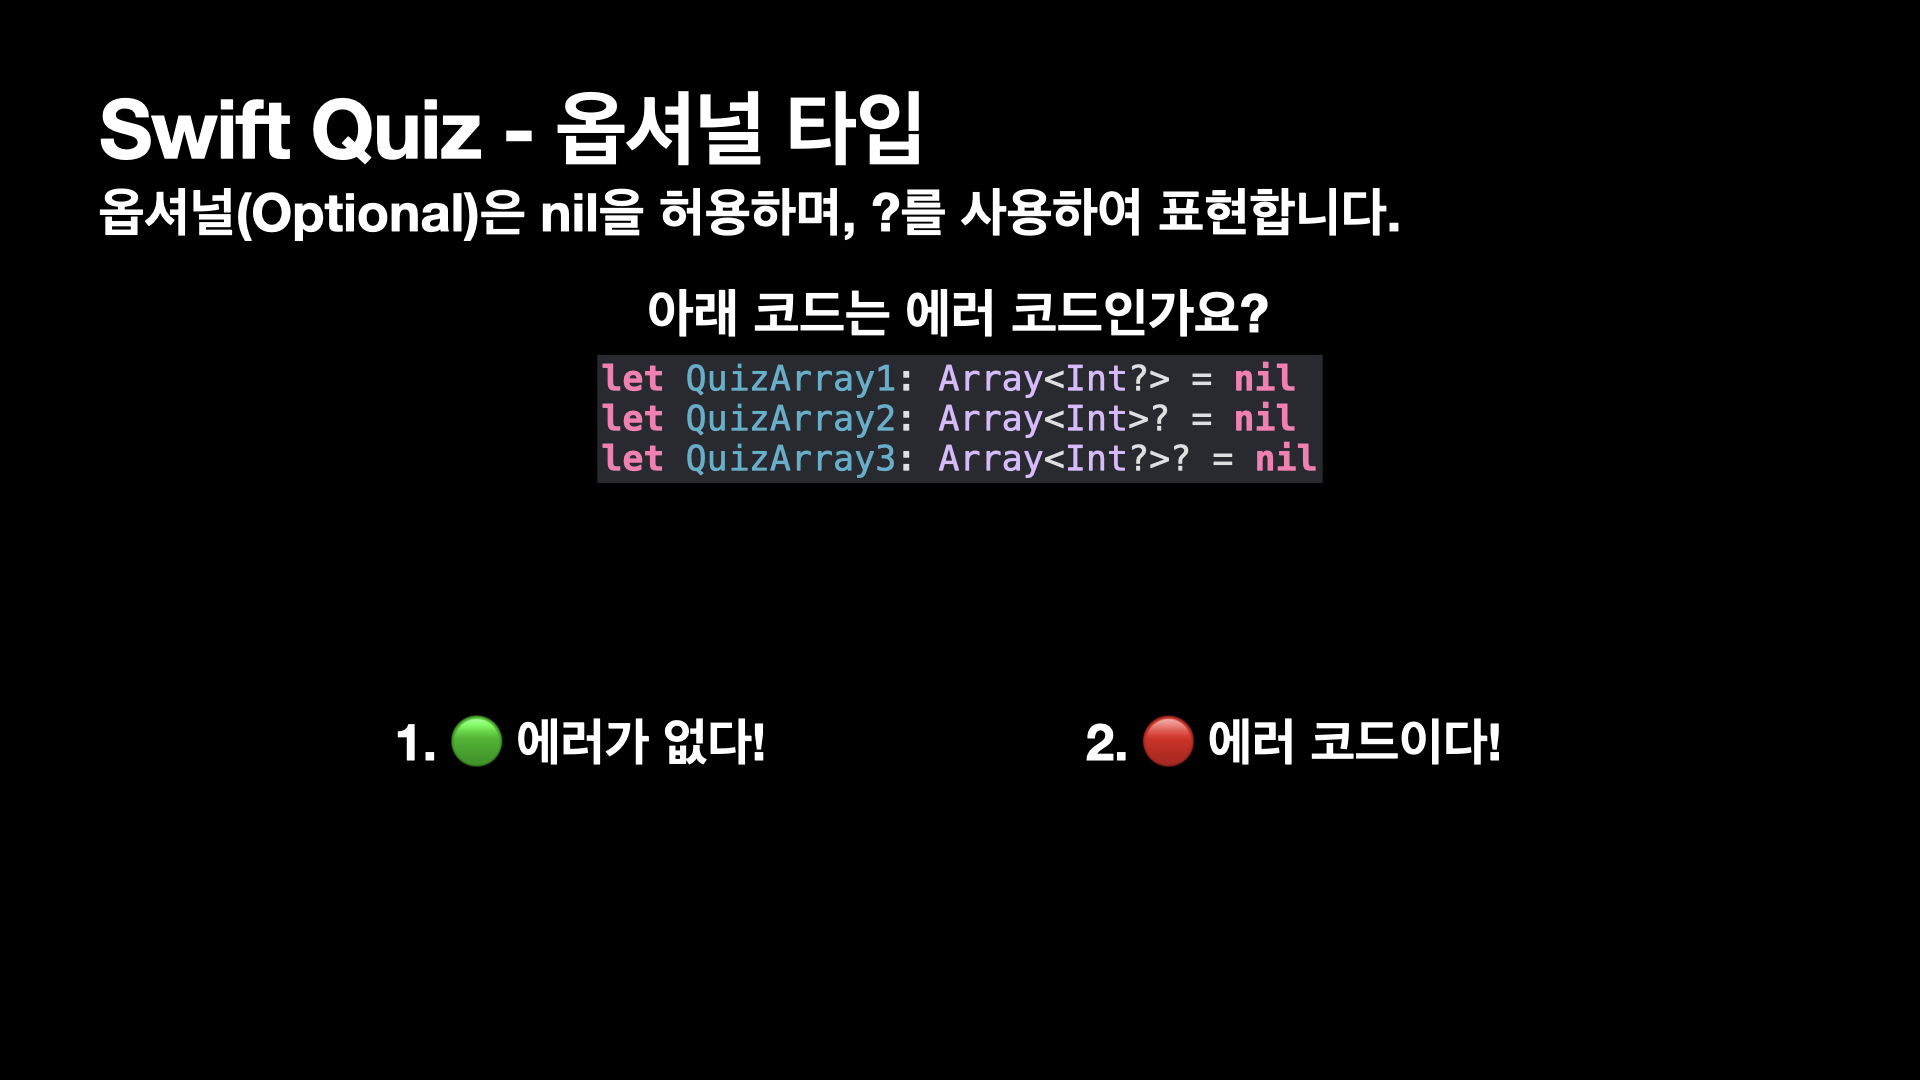 Swift Quiz - 옵셔널 타입
옵셔널(Optional)은 nil을 허용하며, ?를 사용하여 표현합니다.
아래 코드는 에러 코드인가요?
let QuizArray1: Array<Int?> = nil
let QuizArray2: Array<Int>? = nil
let QuizArray3: Array<Int?>? = nil
1. 🟢 에러가 없다!
2. 🔴 에러 코드이다!